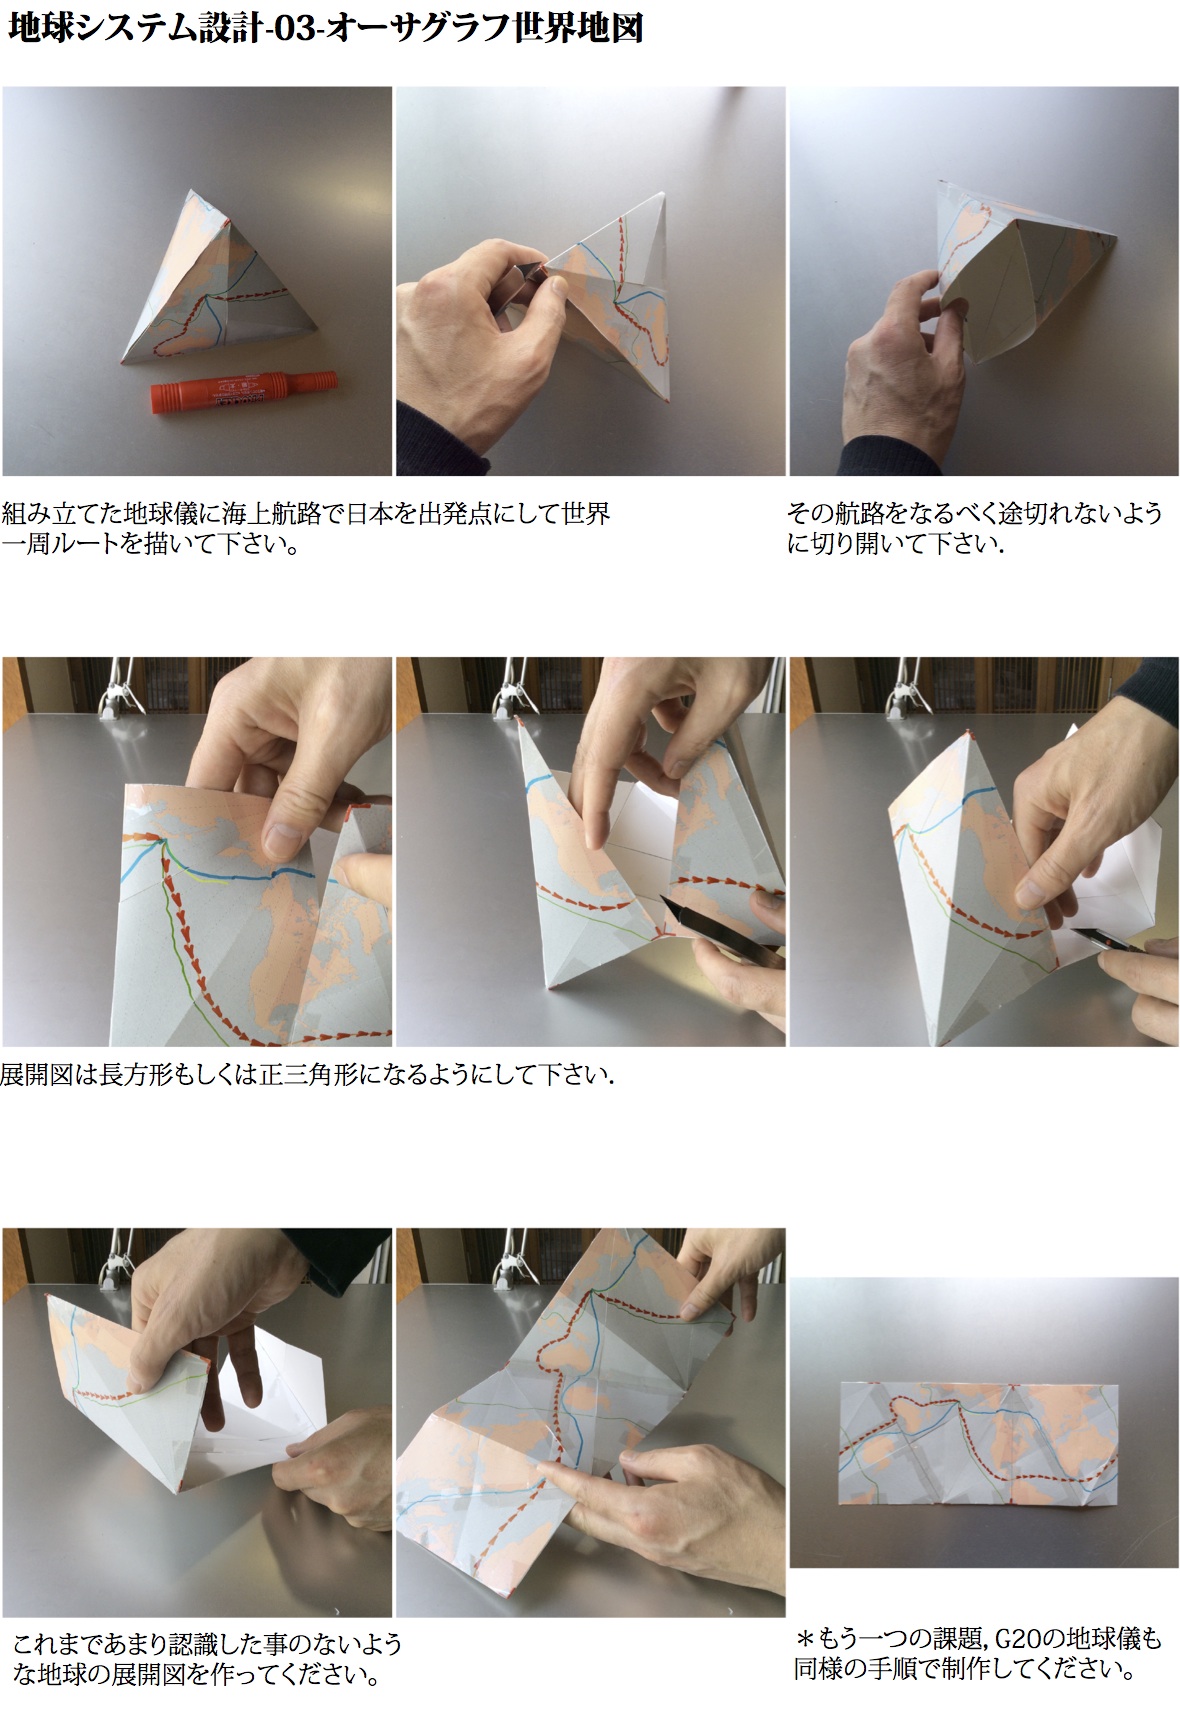 地球システム設計-03-オーサグラフ世界地図
組み立てた地球儀に海上航路で日本を出発点にして世界
一周ルートを描いて下さい。
その航路をなるべく途切れないよう
に切り開いて下さい.
展開図は長方形もしくは正三角形になるようにして下さい.
これまであまり認識した事のないよう
な地球の展開図を作ってください。
＊もう一つの課題, G20の地球儀も
同様の手順で制作してください。